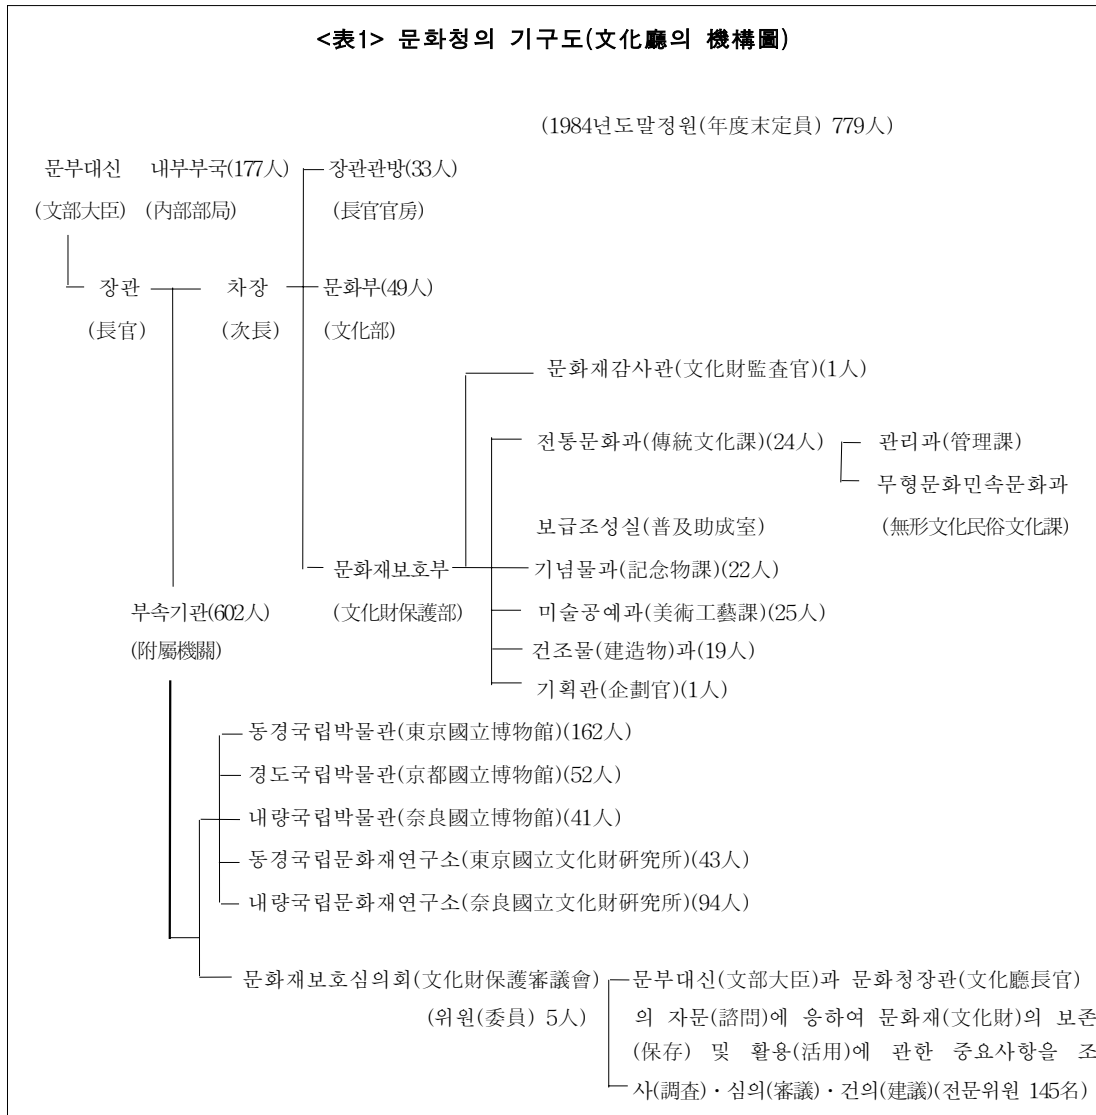 <表1> 문화청의 기구도(文化廳의 機構圖)
(1984년도말정원(年度末定員) 779人)
문부대신 내부부국(177人) 장관관방(33人)
(文部大臣) (內部部局) (長官官房)
장관 차장 문화부(49人)
(長官) (次長) (文化部)
문화재감사관(文化財監査官)(1人)
전통문화과(傳統文化課)(24人) 관리과(管理課)
무형문화민속문화과
보급조성실(普及助成室) (無形文化民俗文化課)
문화재보호부 기념물과(記念物課)(22人)
부속기관(602人) (文化財保護部) 미술공예과(美術工藝課)(25人)
(附屬機關) 건조물(建造物)과(19人)
기획관(企劃官)(1人)
동경국립박물관(東京國立博物館)(162人)
경도국립박물관(京都國立博物館)(52人)
내량국립박물관(奈良國立博物館)(41人)
동경국립문화재연구소(東京國立文化財硏究所)(43人)
내량국립문화재연구소(奈良國立文化財硏究所)(94人)
문화재보호심의회(文化財保護審議會) 문부대신(文部大臣)과 문화청장관(文化廳長官)
(위원(委員) 5人) 의 자문(諮問)에 응하여 문화재(文化財)의 보존
(保存) 및 활용(活用)에 관한 중요사항을 조
사(調査)·심의(審議)·건의(建議)(전문위원 145名)